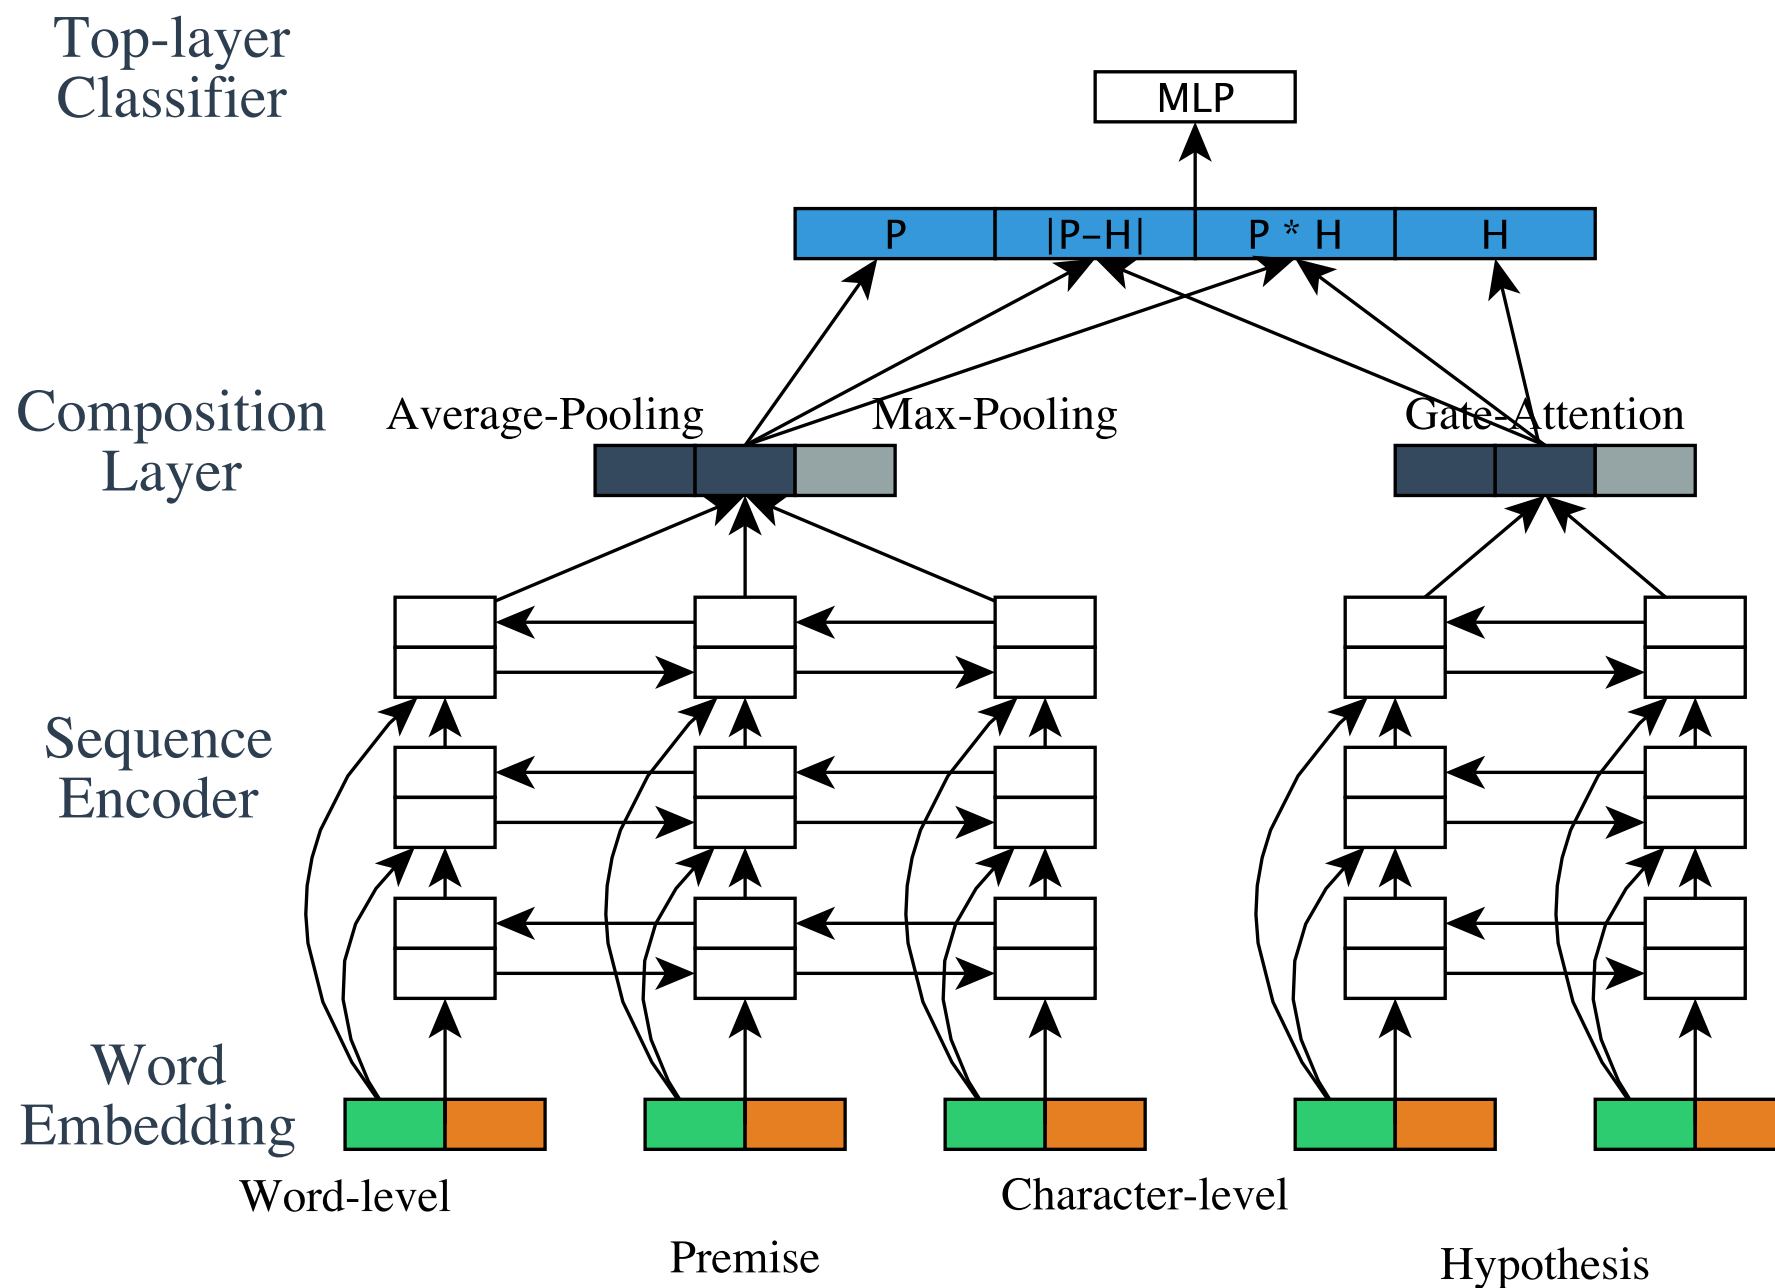 Top-layer
Classifier
MLP
P |P–H| P * H H
Composition
Layer
Average-Pooling Max-Pooling Gate-Attention
Sequence
Encoder
Word
Embedding
Word-level Character-level
Premise Hypothesis